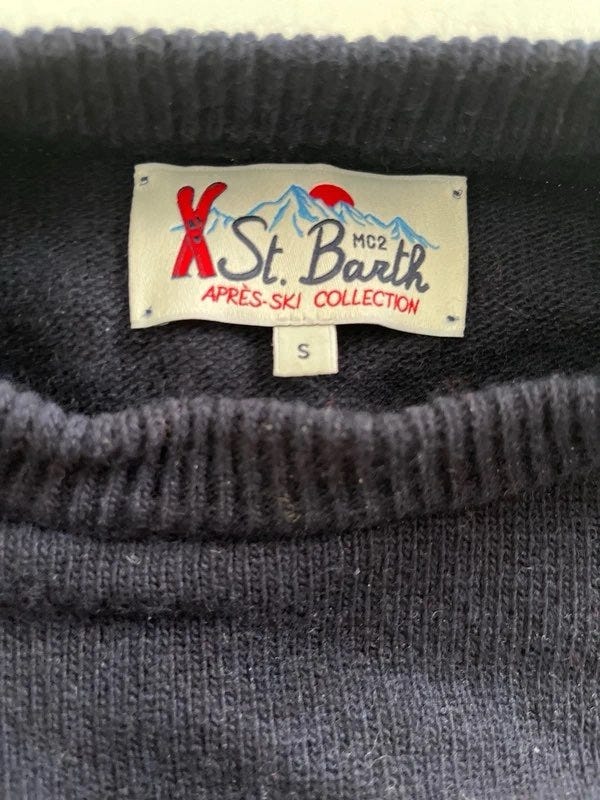 MC2
St. Barth
APRÈS-SKI COLLECTION
S